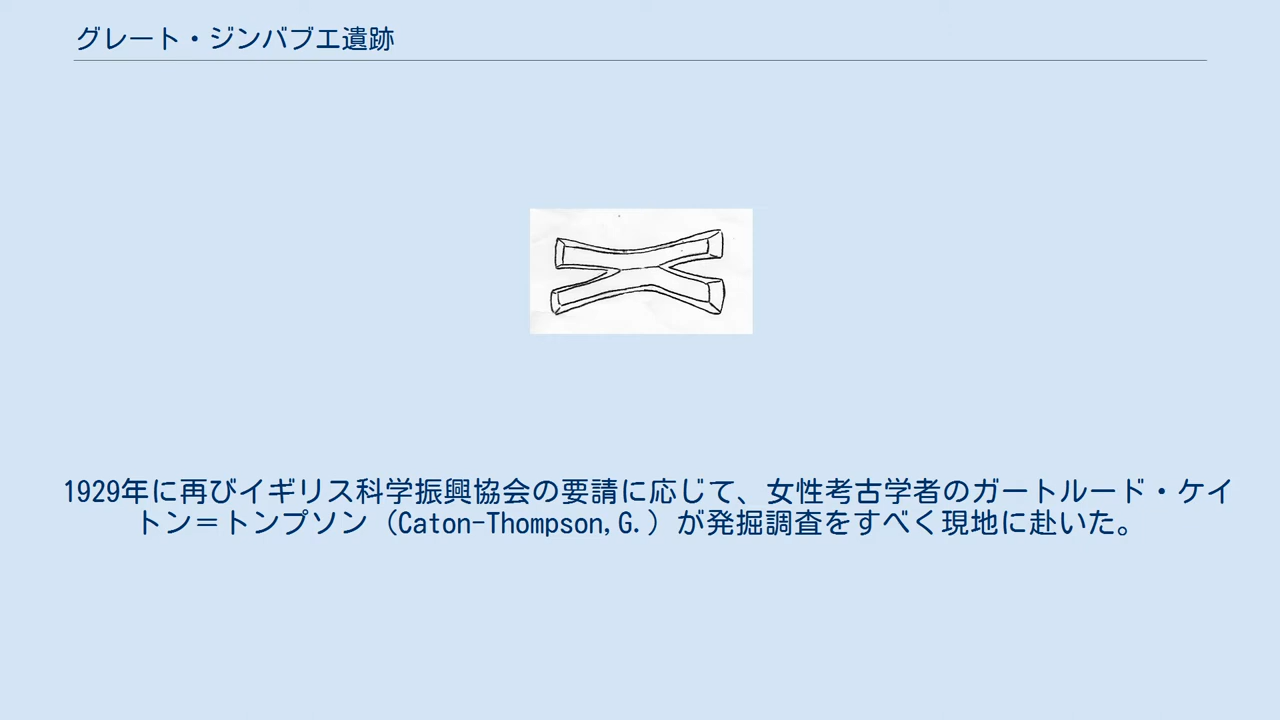 グレート・ジンバブエ遺跡
1929年に再びイギリス科学振興協会の要請に応じて、女性考古学者のガートルード・ケイ
トン＝トンプソン（Caton-Thompson,G.）が発掘調査をすべく現地に赴いた。